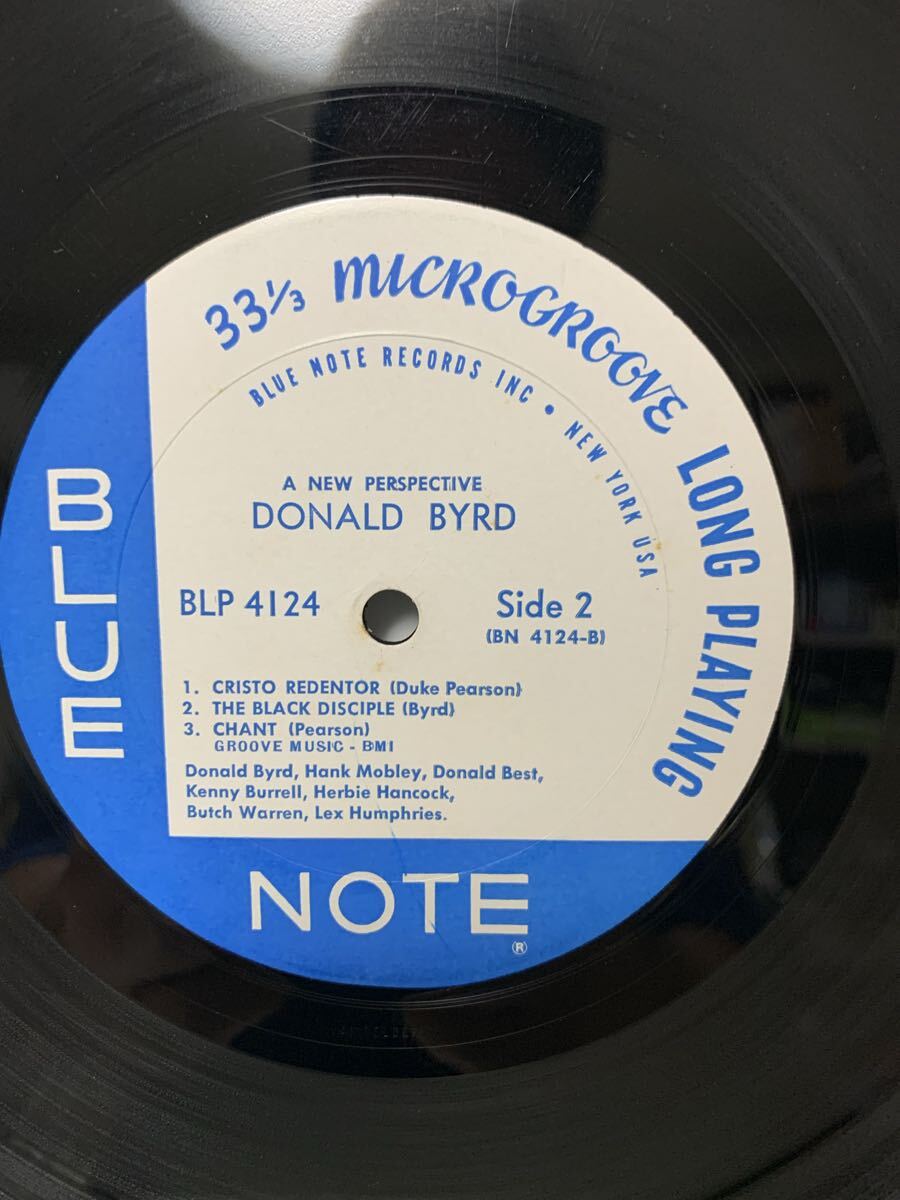 33⅓ MICROGROOVE LONG PLAYING
BLUE NOTE RECORDS INC • NEW YORK USA
A NEW PERSPECTIVE
DONALD BYRD
BLP 4124
Side 2
(BN 4124-B)
1. CRISTO REDENTOR (Duke Pearson)
2. THE BLACK DISCIPLE (Byrd)
3. CHANT (Pearson)
GROOVE MUSIC - BMI
Donald Byrd, Hank Mobley, Donald Best,
Kenny Burrell, Herbie Hancock,
Butch Warren, Lex Humphries.
BLUE
NOTE
®